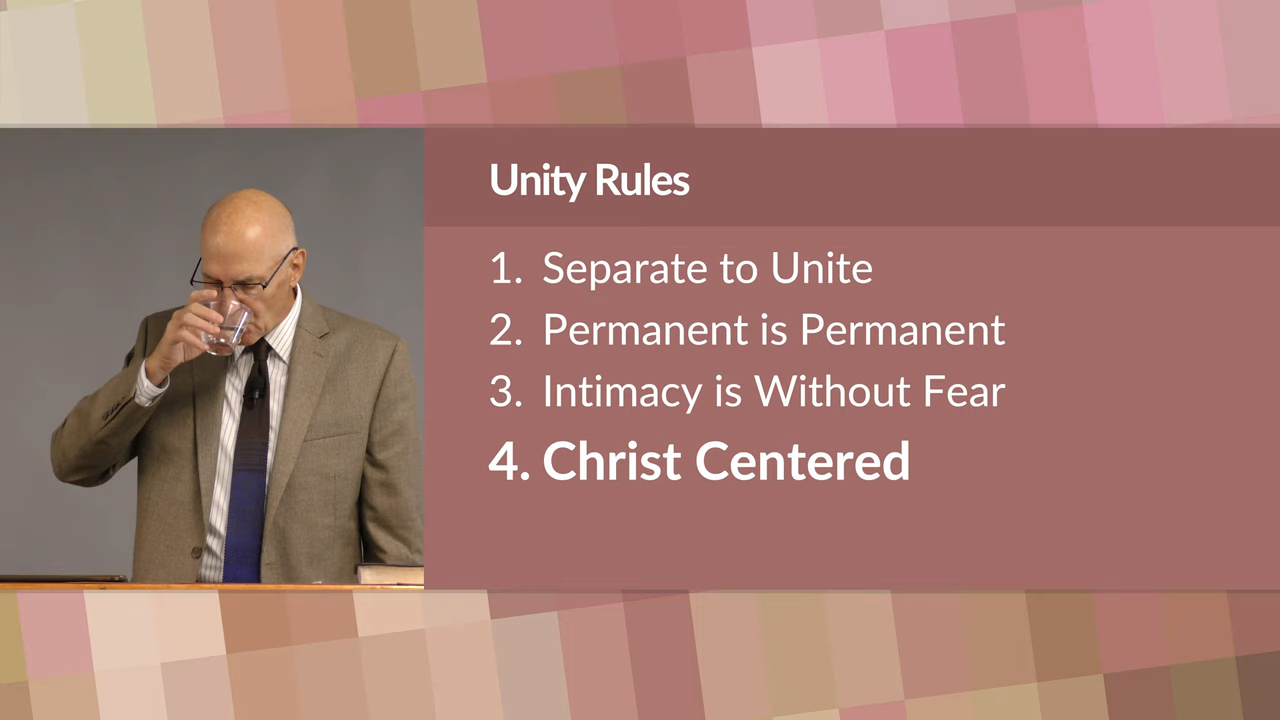 Unity Rules
1. Separate to Unite
2. Permanent is Permanent
3. Intimacy is Without Fear
4. Christ Centered